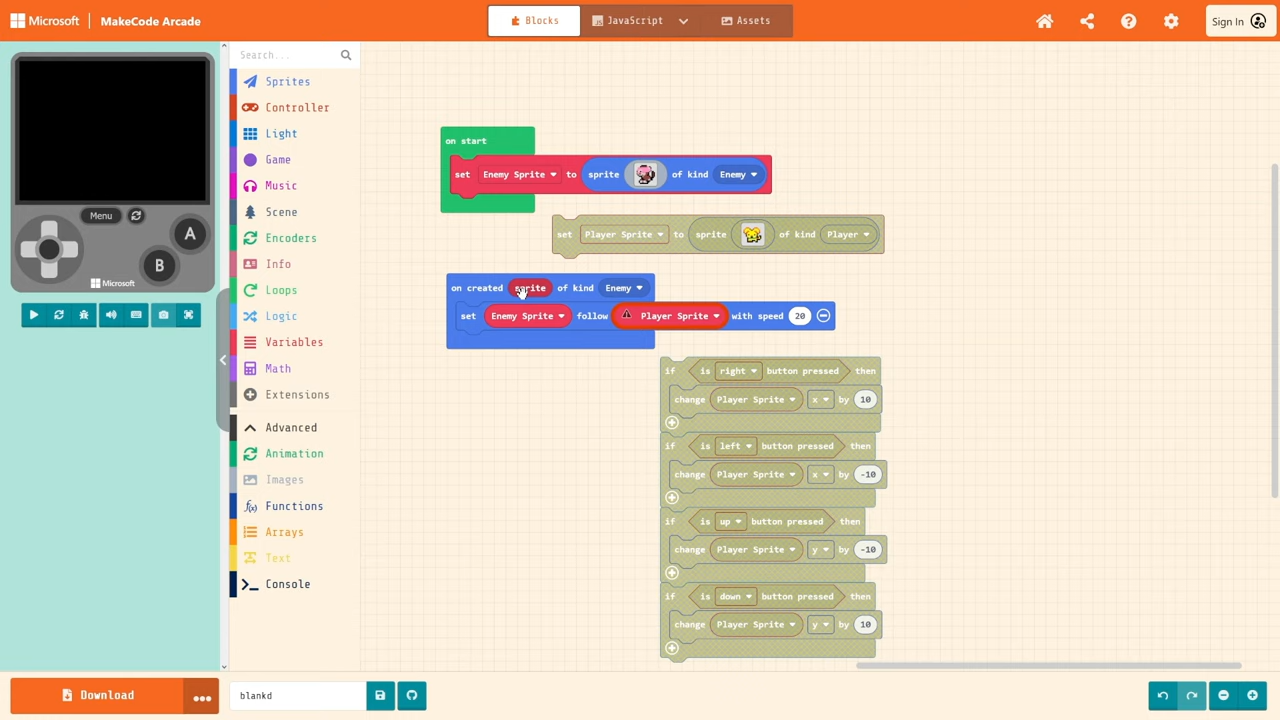 Microsoft MakeCode Arcade Blocks JavaScript Assets Sign In
Search...
Sprites
Controller
Light
Game
Music
Scene
Encoders
Info
Loops
Logic
Variables
Math
Extensions
Advanced
Animation
Images
Functions
Arrays
Text
Console
Menu
A
B
Microsoft
on start
set Enemy Sprite to sprite of kind Enemy
set Player Sprite to sprite of kind Player
on created sprite of kind Enemy
set Enemy Sprite follow Player Sprite with speed 20
if is right button pressed then
change Player Sprite x by 10
if is left button pressed then
change Player Sprite x by -10
if is up button pressed then
change Player Sprite y by -10
if is down button pressed then
change Player Sprite y by 10
Download
blankd